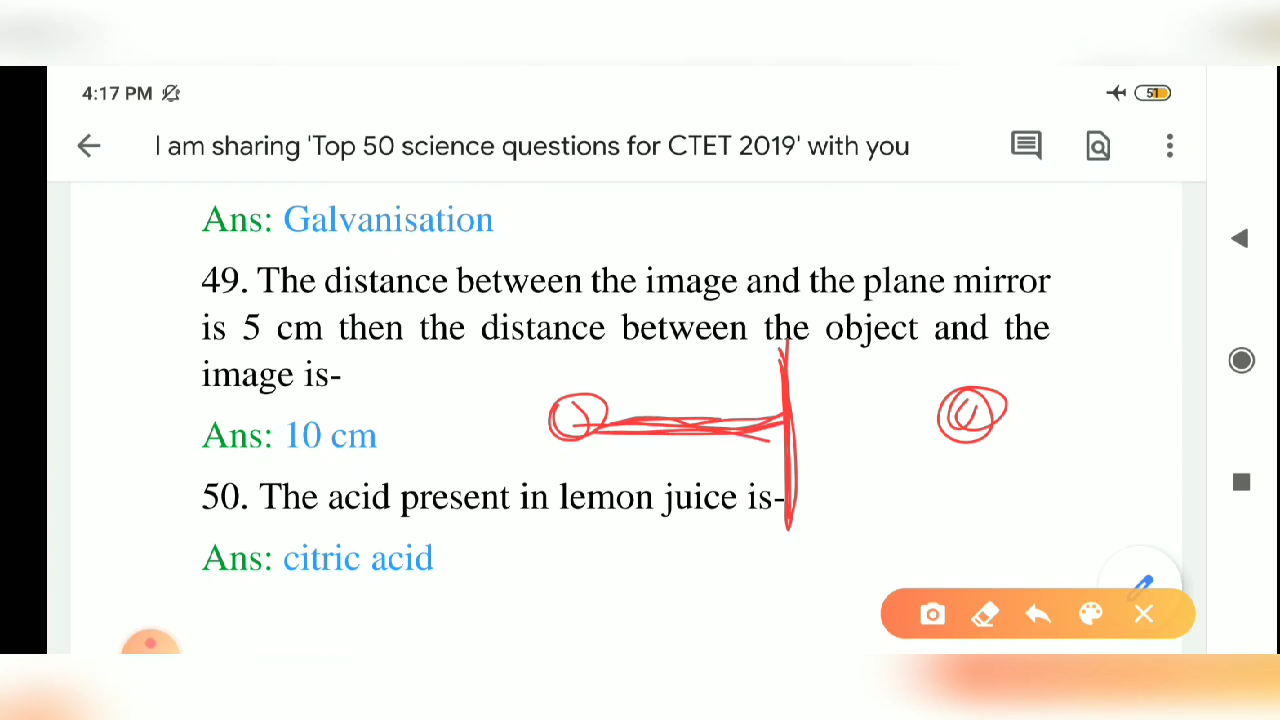 4:17 PM
51
I am sharing 'Top 50 science questions for CTET 2019' with you
Ans: Galvanisation
49. The distance between the image and the plane mirror
is 5 cm then the distance between the object and the
image is-
Ans: 10 cm
50. The acid present in lemon juice is-
Ans: citric acid